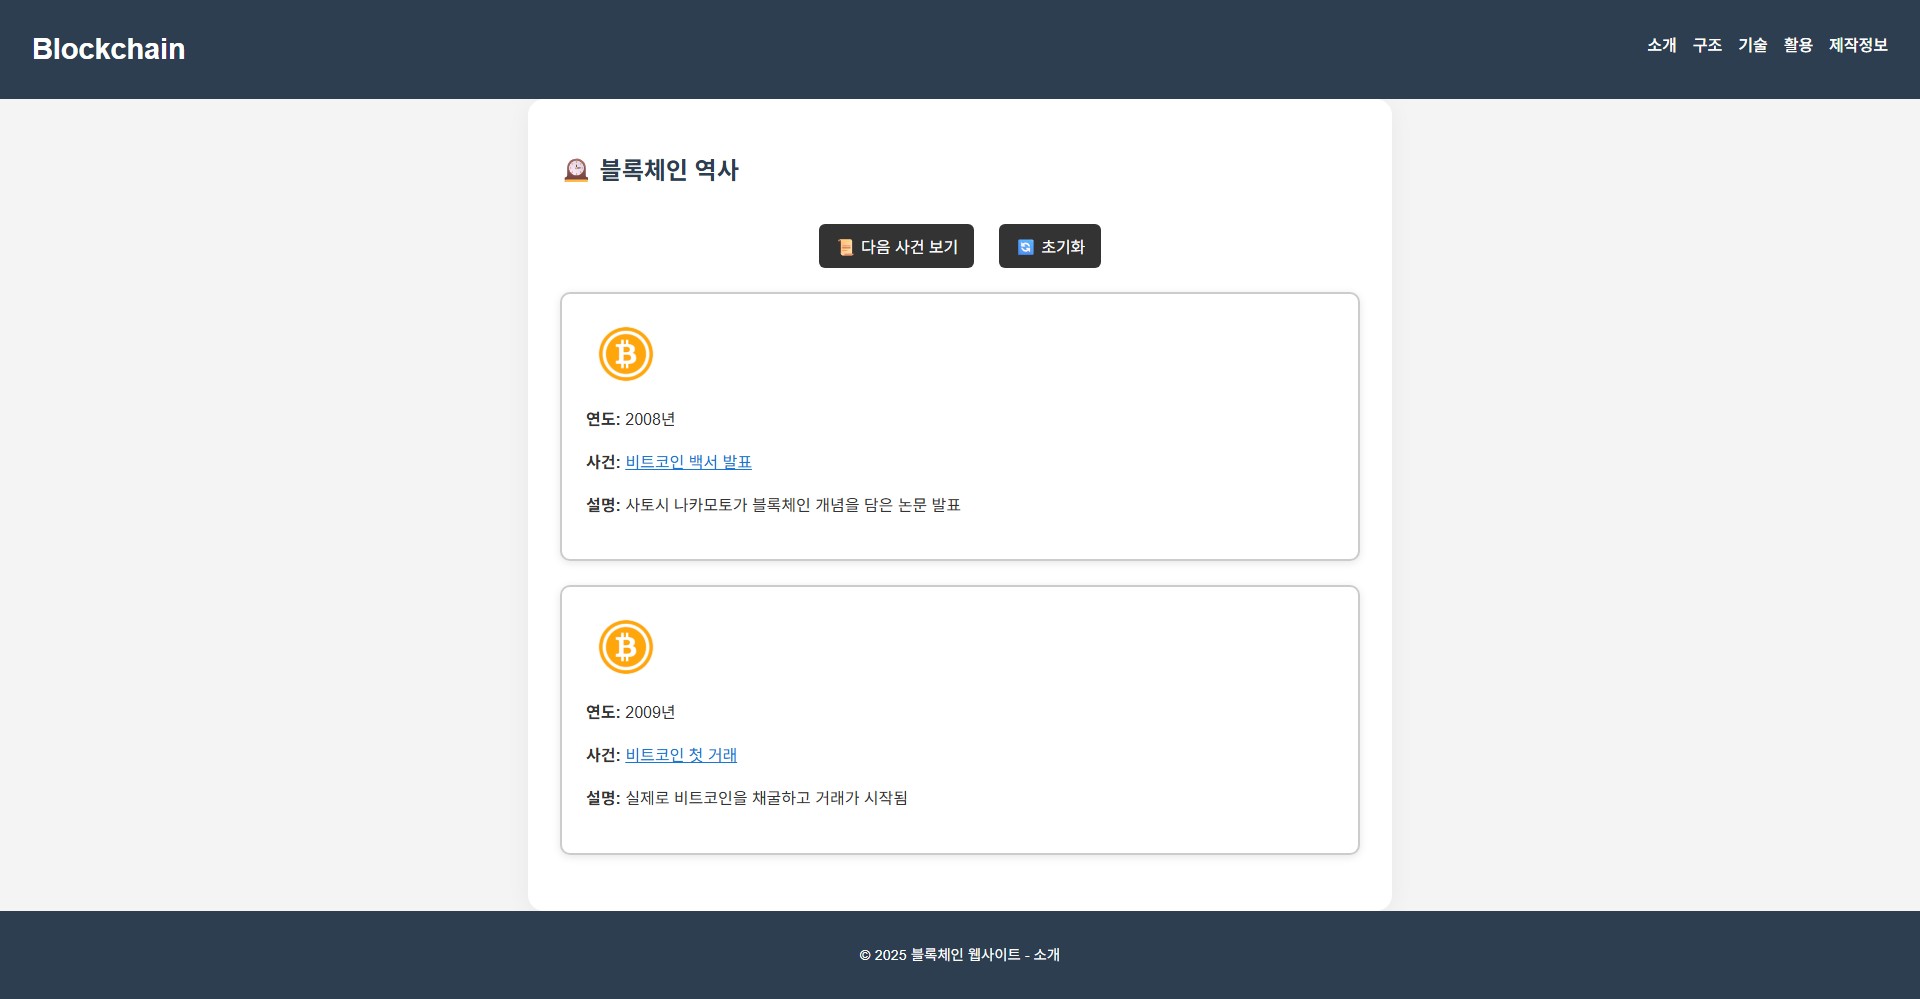 Blockchain
소개 구조 기술 활용 제작정보
블록체인 역사
다음 사건 보기 초기화
연도: 2008년
사건: 비트코인 백서 발표
설명: 사토시 나카모토가 블록체인 개념을 담은 논문 발표
연도: 2009년
사건: 비트코인 첫 거래
설명: 실제로 비트코인을 채굴하고 거래가 시작됨
© 2025 블록체인 웹사이트 - 소개